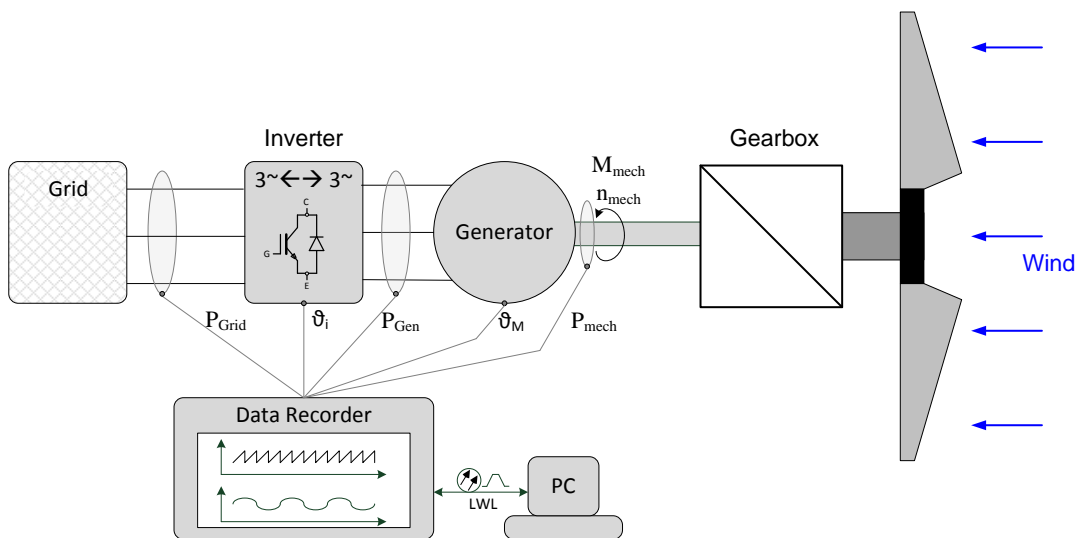 Inverter
Gearbox
Grid
3~ ←→ 3~
C
G
E
Generator
M_mech
n_mech
Wind
P_Grid
ϑ_i
P_Gen
ϑ_M
P_mech
Data Recorder
LWL
PC